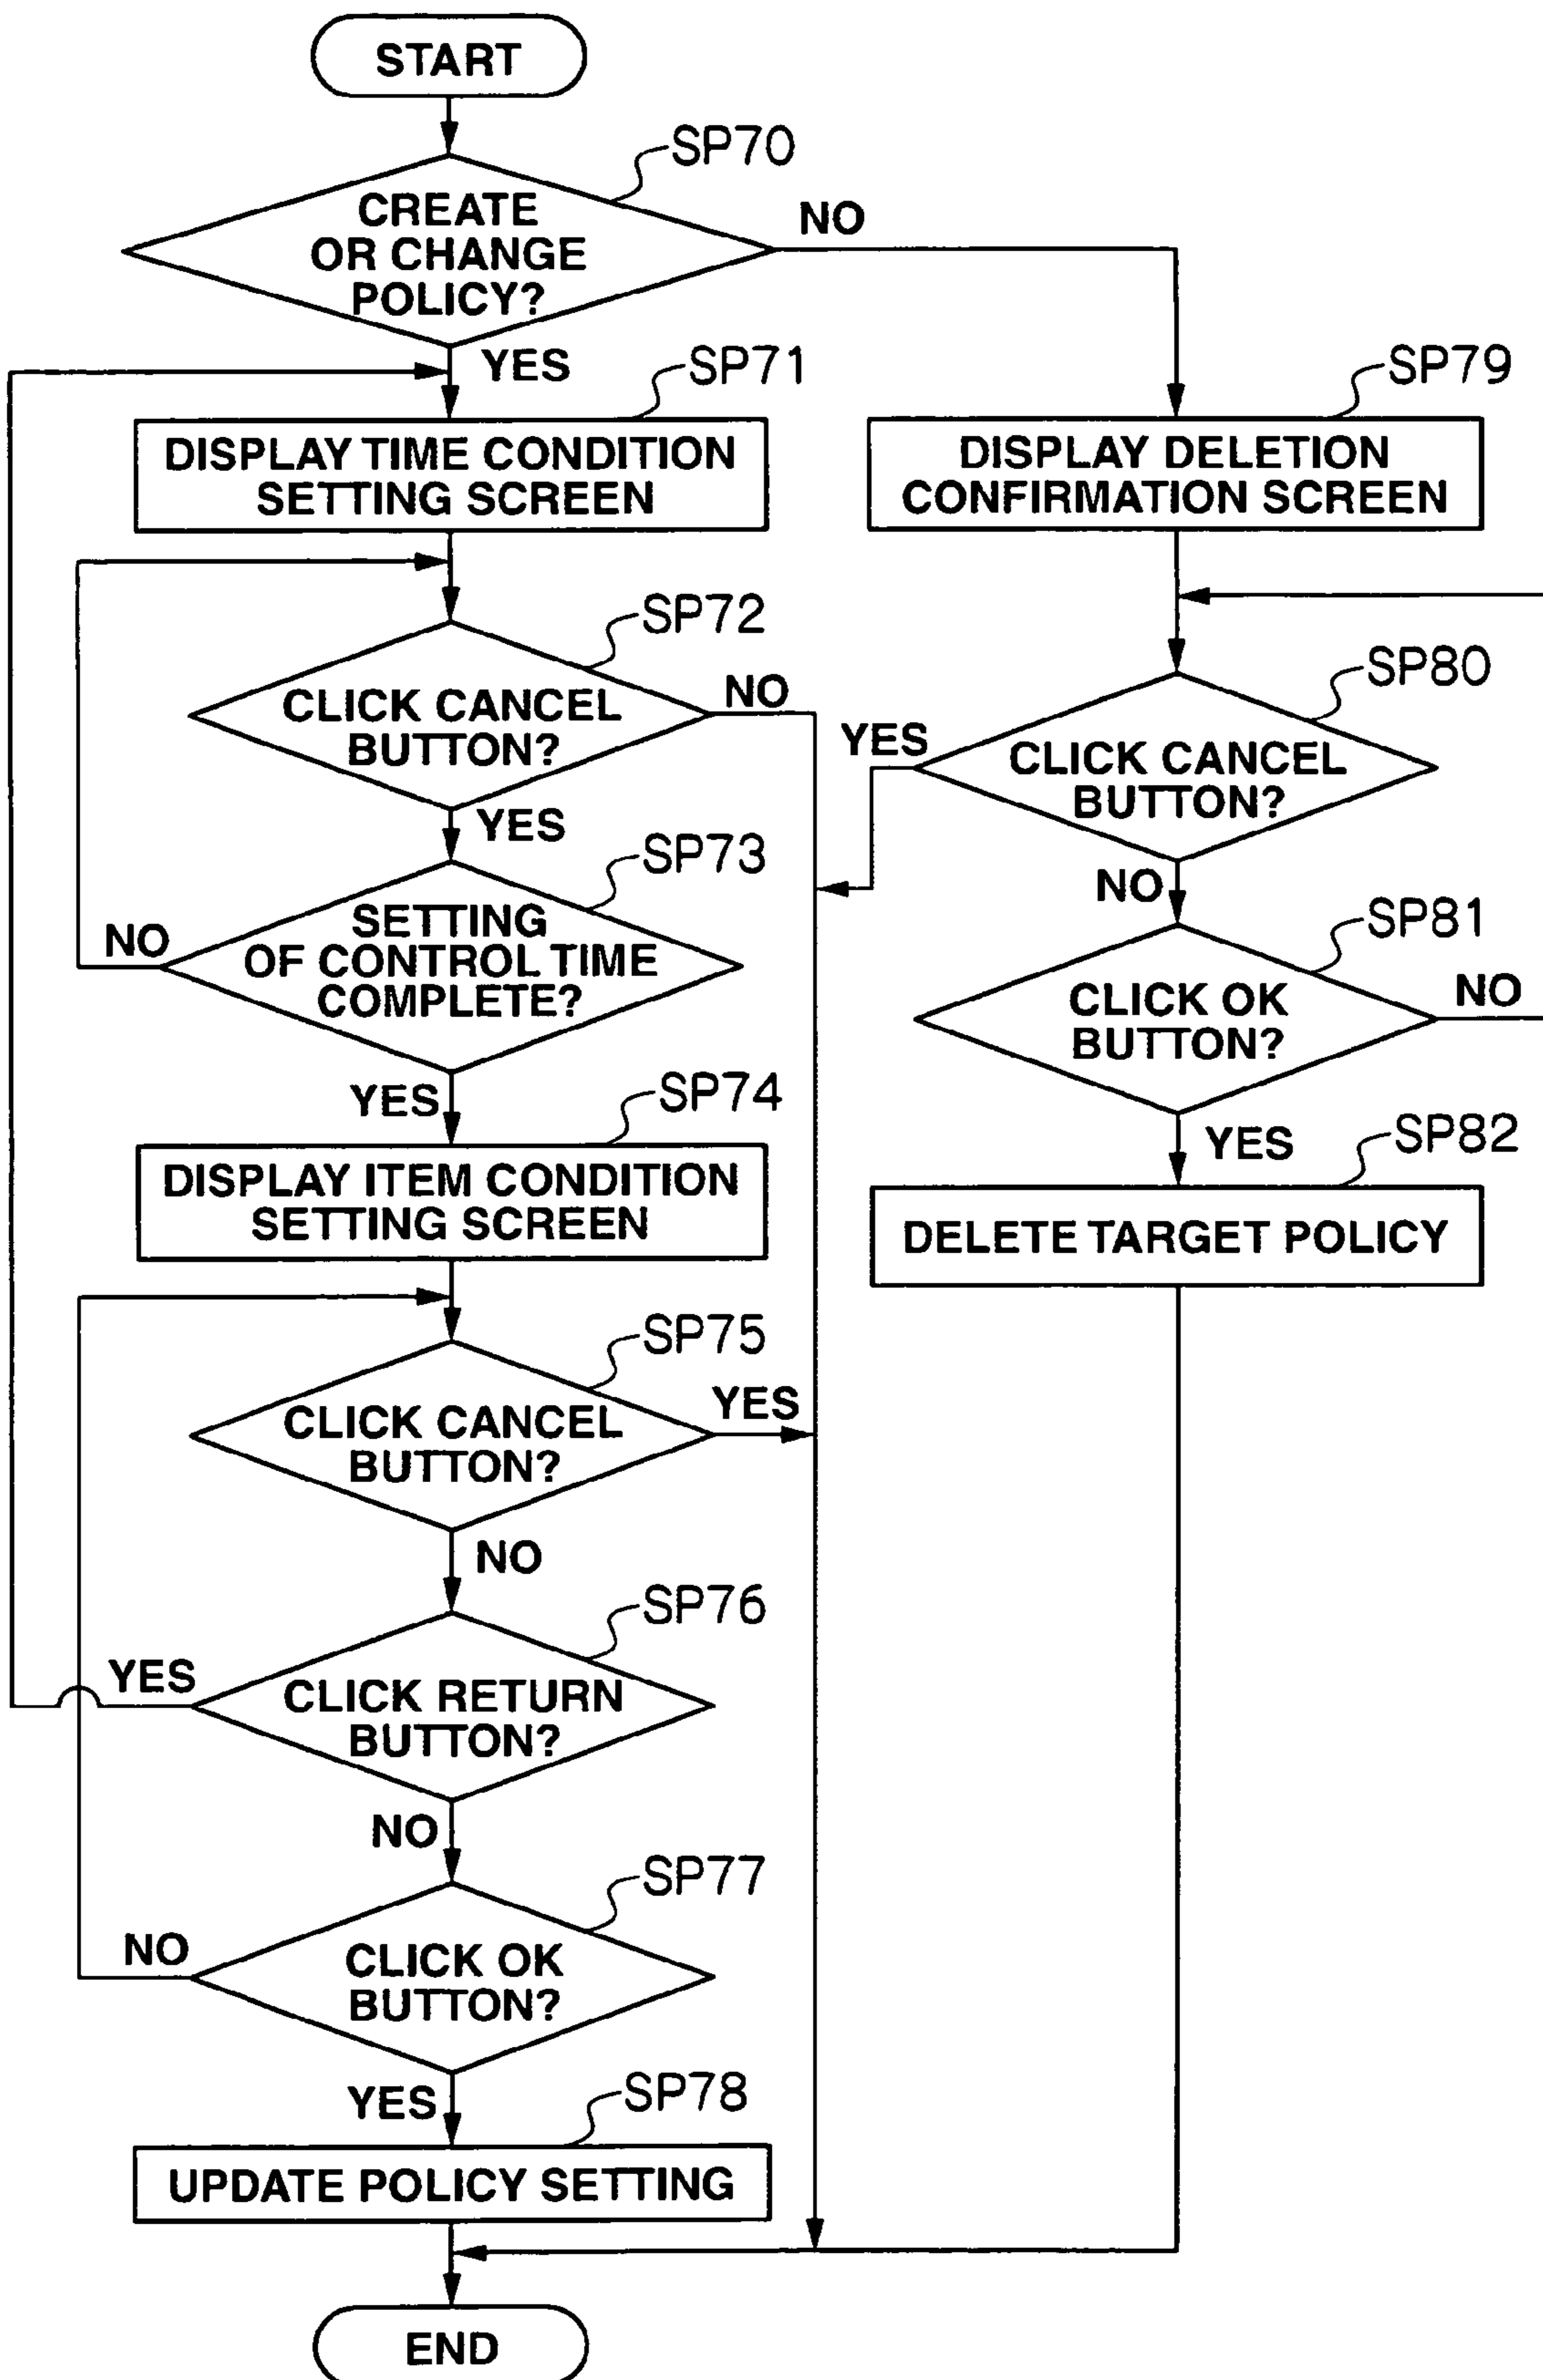 START
SP70
CREATE
OR CHANGE
POLICY?
NO
YES
SP71
DISPLAY TIME CONDITION
SETTING SCREEN
SP72
CLICK CANCEL
BUTTON?
NO
YES
SP73
SETTING
OF CONTROL TIME
COMPLETE?
NO
YES
SP74
DISPLAY ITEM CONDITION
SETTING SCREEN
SP75
CLICK CANCEL
BUTTON?
YES
NO
SP76
CLICK RETURN
BUTTON?
YES
NO
SP77
CLICK OK
BUTTON?
NO
YES
SP78
UPDATE POLICY SETTING
SP79
DISPLAY DELETION
CONFIRMATION SCREEN
SP80
CLICK CANCEL
BUTTON?
YES
NO
SP81
CLICK OK
BUTTON?
NO
YES
SP82
DELETE TARGET POLICY
END